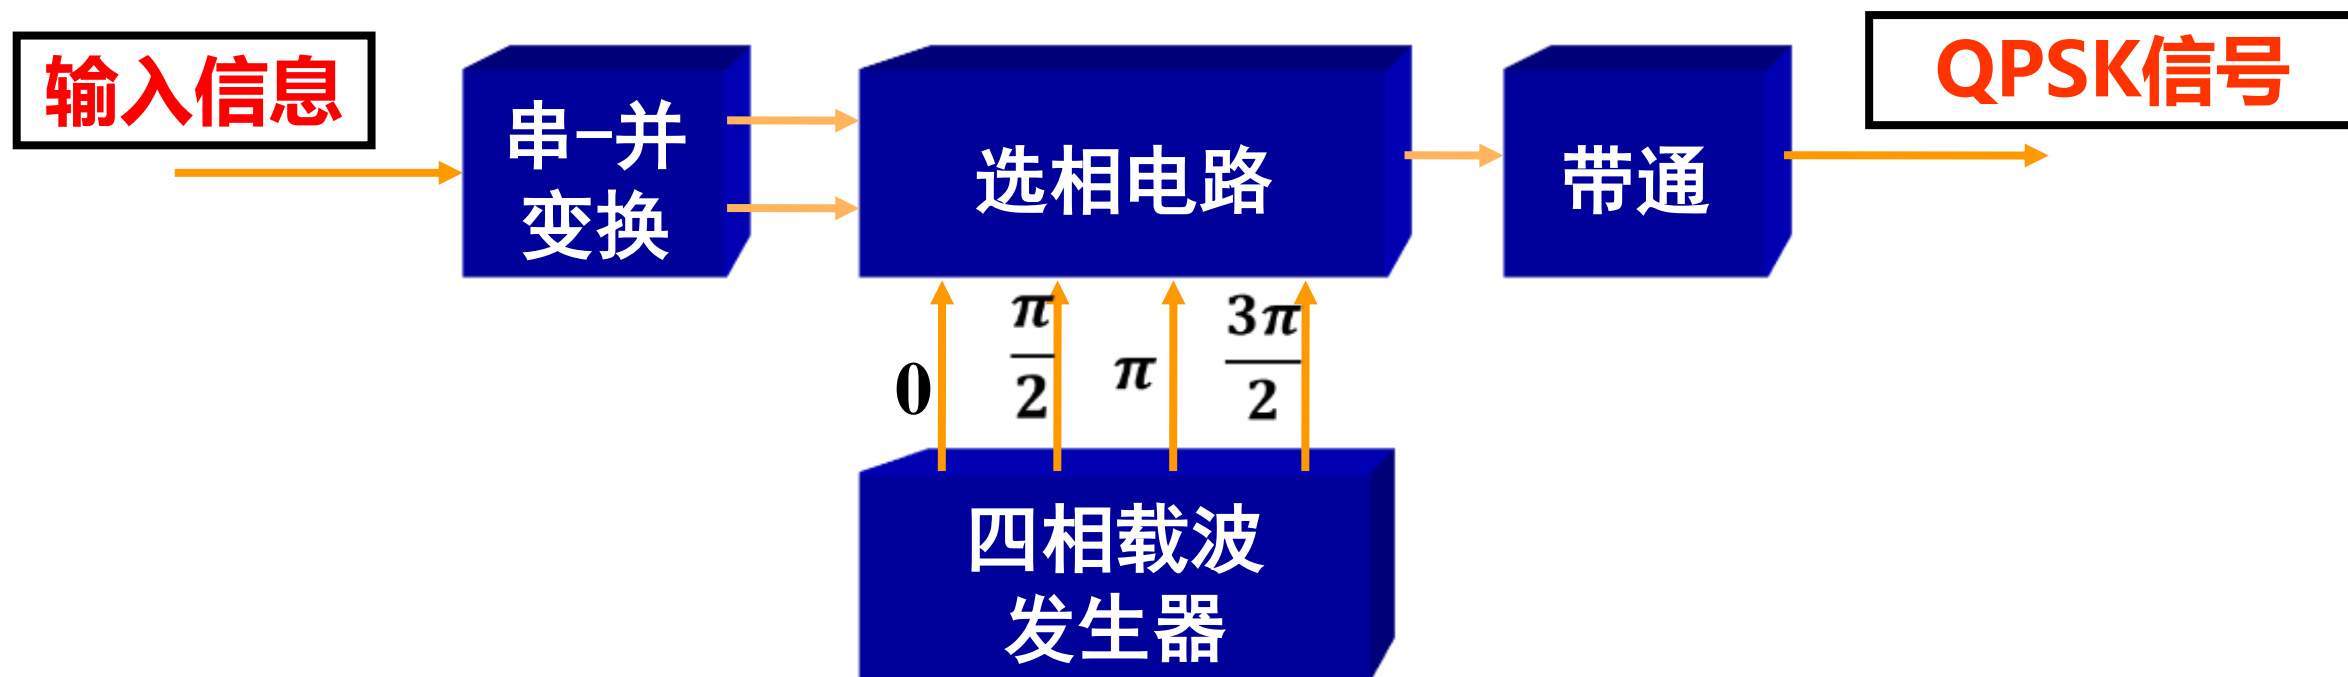 输入信息
QPSK信号
串-并
变换
选相电路
带通
0
π/2
π
3π/2
四相载波
发生器